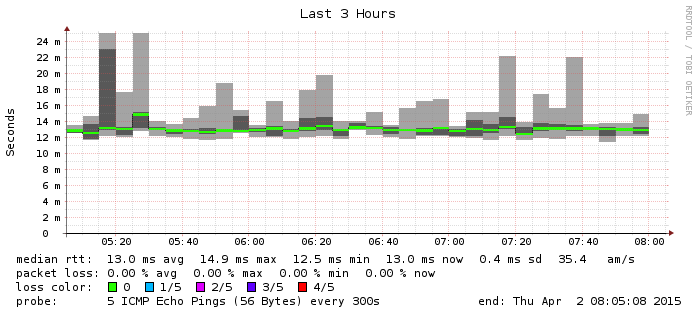 Last 3 Hours
RRDTOOL / TOBI OETIKER
Seconds
24 m
22 m
20 m
18 m
16 m
14 m
12 m
10 m
8 m
6 m
4 m
2 m
0
05:20 05:40 06:00 06:20 06:40 07:00 07:20 07:40 08:00
median rtt: 13.0 ms avg 14.9 ms max 12.5 ms min 13.0 ms now 0.4 ms sd 35.4 am/s
packet loss: 0.00 % avg 0.00 % max 0.00 % min 0.00 % now
loss color: 0 1/5 2/5 3/5 4/5
probe: 5 ICMP Echo Pings (56 Bytes) every 300s end: Thu Apr 2 08:05:08 2015